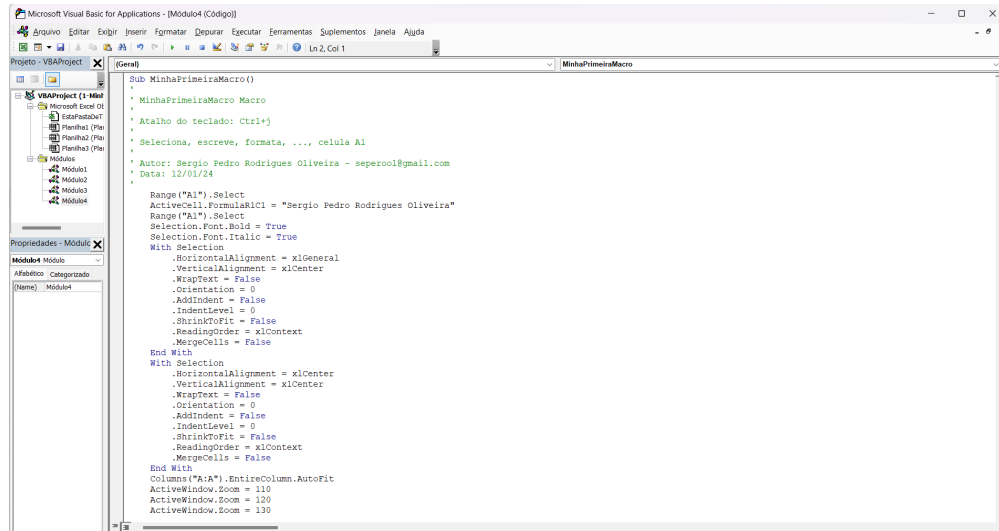 Microsoft Visual Basic for Applications - [Módulo4 (Código)]
Arquivo Editar Exibir Inserir Formatar Depurar Executar Ferramentas Suplementos Janela Ajuda
Ln 2, Col 1
Projeto - VBAProject
VBAProject (1-Minh
Microsoft Excel Ob
EstaPastaDeT
Planilha1 (Plan
Planilha2 (Plan
Planilha3 (Plan
Módulos
Módulo1
Módulo2
Módulo3
Módulo4
Propriedades - Módulo
Módulo4 Módulo
Alfabético Categorizado
(Name) Módulo4
(Geral) MinhaPrimeiraMacro
Sub MinhaPrimeiraMacro()
'
' MinhaPrimeiraMacro Macro
'
' Atalho do teclado: Ctrl+j
'
' Seleciona, escreve, formata, ..., celula A1
'
' Autor: Sergio Pedro Rodrigues Oliveira - seperool@gmail.com
' Data: 12/01/24
'
Range("A1").Select
ActiveCell.FormulaR1C1 = "Sergio Pedro Rodrigues Oliveira"
Range("A1").Select
Selection.Font.Bold = True
Selection.Font.Italic = True
With Selection
.HorizontalAlignment = xlGeneral
.VerticalAlignment = xlCenter
.WrapText = False
.Orientation = 0
.AddIndent = False
.IndentLevel = 0
.ShrinkToFit = False
.ReadingOrder = xlContext
.MergeCells = False
End With
With Selection
.HorizontalAlignment = xlCenter
.VerticalAlignment = xlCenter
.WrapText = False
.Orientation = 0
.AddIndent = False
.IndentLevel = 0
.ShrinkToFit = False
.ReadingOrder = xlContext
.MergeCells = False
End With
Columns("A:A").EntireColumn.AutoFit
ActiveWindow.Zoom = 110
ActiveWindow.Zoom = 120
ActiveWindow.Zoom = 130